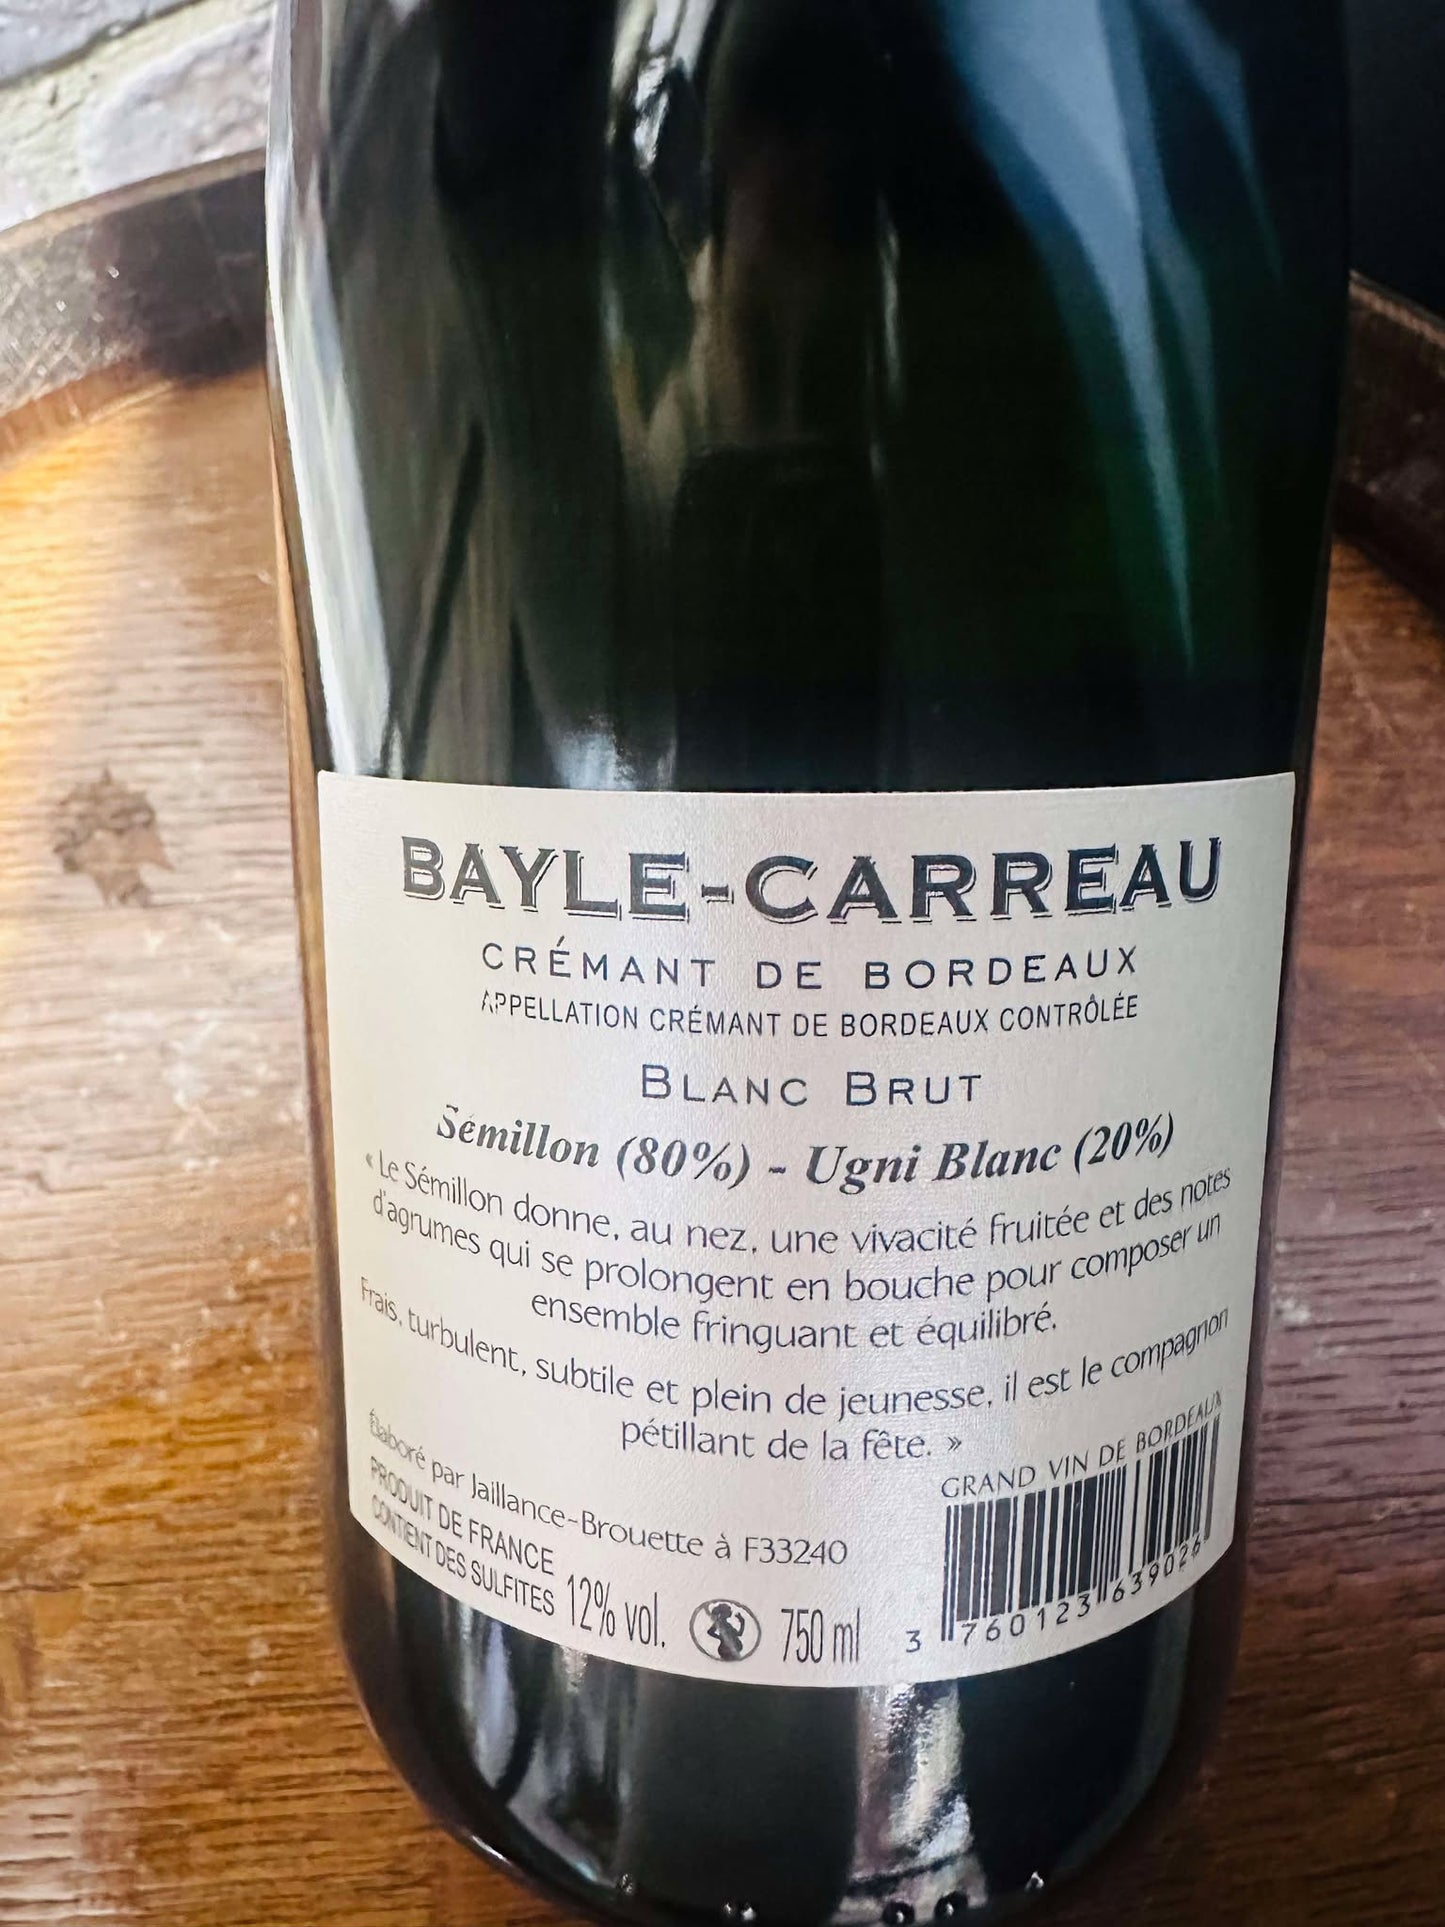 BAYLE-CARREAU
CRÉMANT DE BORDEAUX
APPELLATION CRÉMANT DE BORDEAUX CONTRÔLÉE
BLANC BRUT
Sémillon (80%) - Ugni Blanc (20%)
« Le Sémillon donne, au nez, une vivacité fruitée et des notes
d'agrumes qui se prolongent en bouche pour composer un
ensemble fringuant et équilibré.
Frais, turbulent, subtile et plein de jeunesse, il est le compagnon
pétillant de la fête. »
Élaboré par Jaillance-Brouette à F33240
PRODUIT DE FRANCE
CONTIENT DES SULFITES
12% vol.
750 ml
GRAND VIN DE BORDEAUX
3 760123 639026